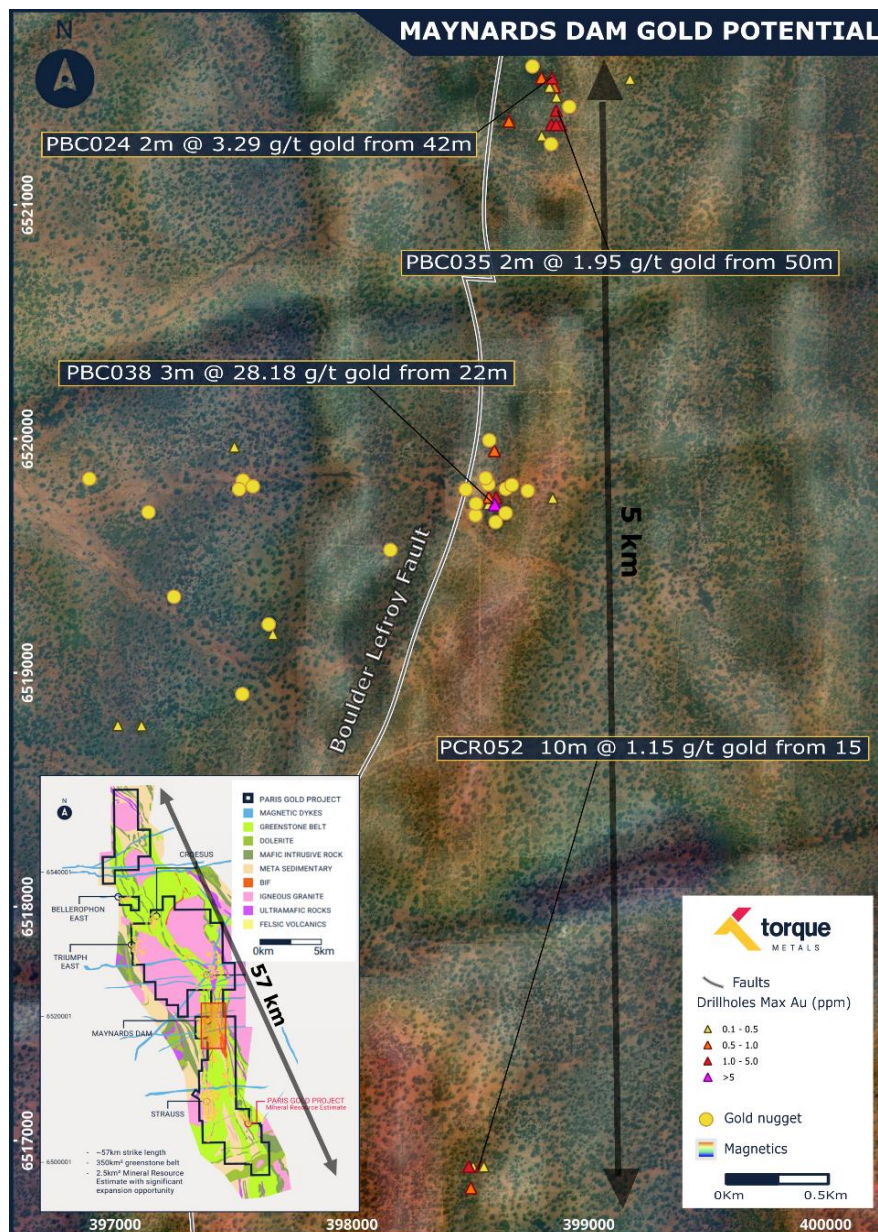 MAYNARDS DAM GOLD POTENTIAL
N
PBC024 2m @ 3.29 g/t gold from 42m
6521000
PBC035 2m @ 1.95 g/t gold from 50m
PBC038 3m @ 28.18 g/t gold from 22m
6520000
5 km
Boulder Lefroy Fault
6519000
PCR052 10m @ 1.15 g/t gold from 15
6518000
6517000
N
57 km
PARIS GOLD PROJECT
MAGNETIC DYKES
GREENSTONE BELT
DOLERITE
MAFIC INTRUSIVE ROCK
META SEDIMENTARY
BIF
IGNEOUS GRANITE
ULTRAMAFIC ROCKS
FELSIC VOLCANICS
0km 5km
CROESUS
6540001
BELLEROPHON
EAST
TRIUMPH
EAST
6520001
MAYNARDS DAM
STRAUSS
PARIS GOLD PROJECT
Mineral Resource Estimate
6500001
- ~57km strike length
- 350km² greenstone belt
- 2.5km² Mineral Resource
Estimate with significant
expansion opportunity
torque
METALS
Faults
Drillholes Max Au (ppm)
0.1 - 0.5
0.5 - 1.0
1.0 - 5.0
>5
Gold nugget
Magnetics
0Km 0.5Km
397000
398000
399000
400000